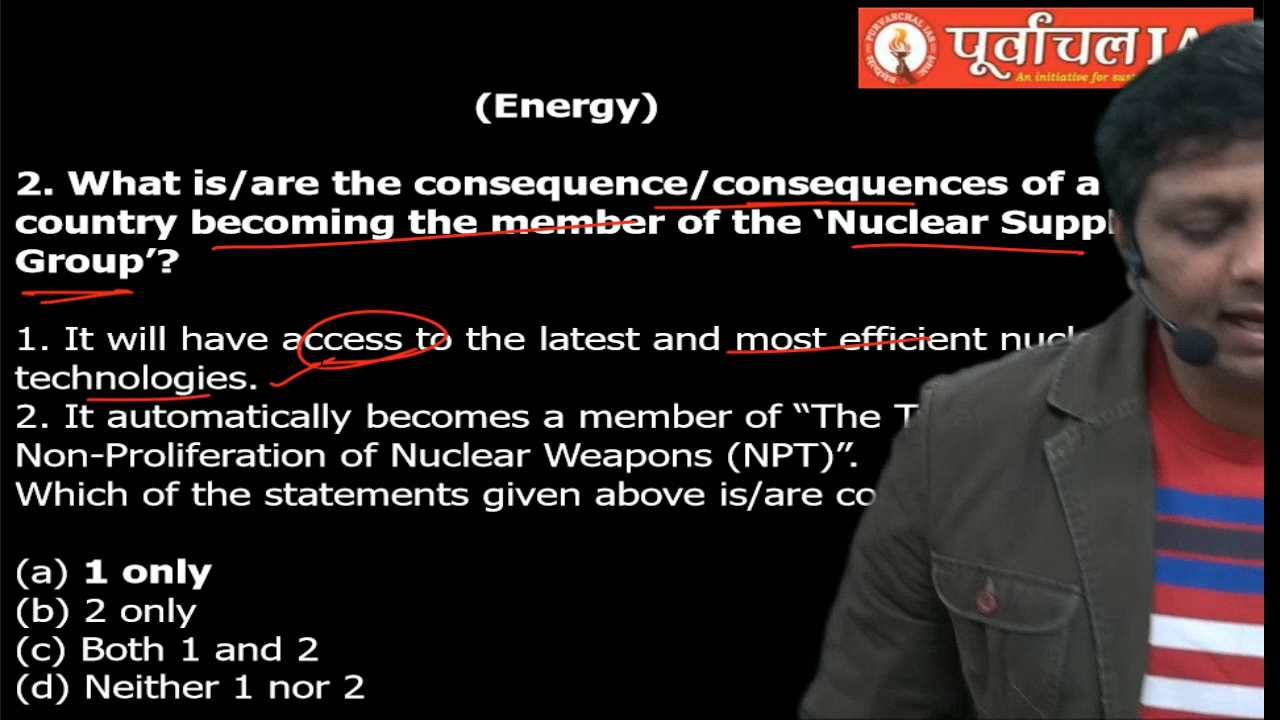 PURVANCHAL IAS
पूर्वांचल IA
An initiative for
(Energy)
2. What is/are the consequence/consequences of a
country becoming the member of the ‘Nuclear
Group’?
1. It will have access to the latest and most efficient
technologies.
2. It automatically becomes a member of “The
Non-Proliferation of Nuclear Weapons (NPT)”.
Which of the statements given above is/are
(a) 1 only
(b) 2 only
(c) Both 1 and 2
(d) Neither 1 nor 2